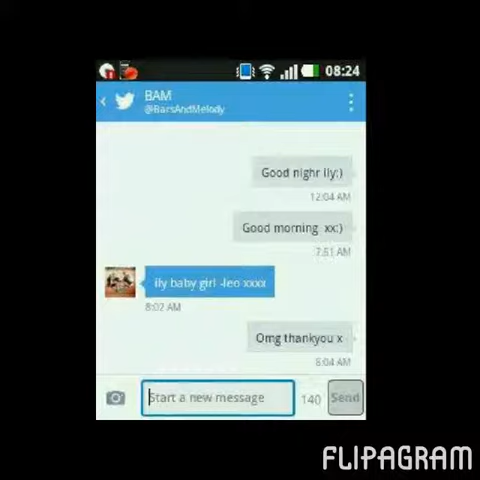 08:24
BAM
@BarsAndMelody
Good nighr ily:)
12:04 AM
Good morning xx:)
7:51 AM
ily baby girl -leo xxxx
8:02 AM
Omg thankyou x
8:04 AM
Start a new message
140
Send
FLIPAGRAM